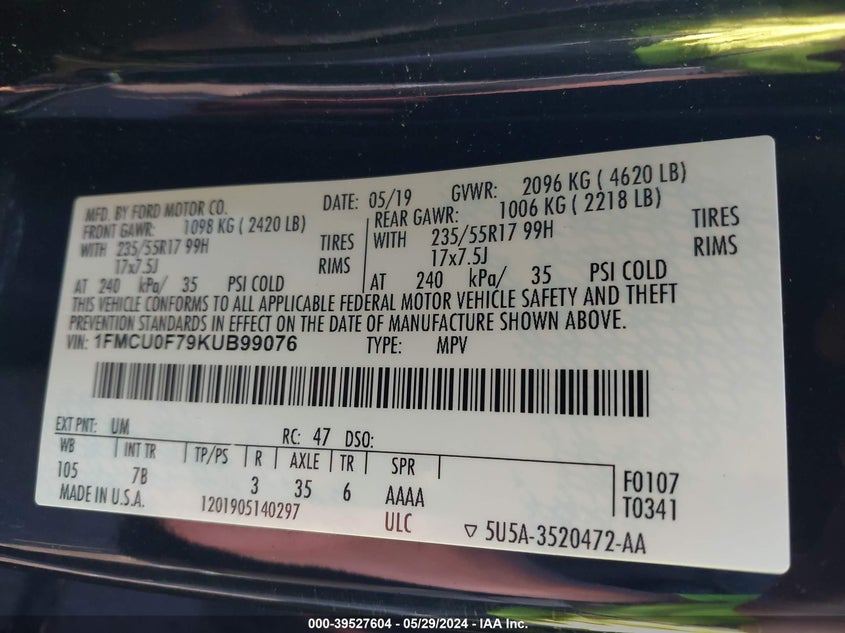 MFD. BY FORD MOTOR CO. DATE: 05/19 GVWR: 2096 KG ( 4620 LB)
FRONT GAWR: 1098 KG ( 2420 LB) REAR GAWR: 1006 KG ( 2218 LB)
WITH 235/55R17 99H TIRES WITH 235/55R17 99H TIRES
17x7.5J RIMS 17x7.5J RIMS
AT 240 kPa/ 35 PSI COLD AT 240 kPa/ 35 PSI COLD
THIS VEHICLE CONFORMS TO ALL APPLICABLE FEDERAL MOTOR VEHICLE SAFETY AND THEFT
PREVENTION STANDARDS IN EFFECT ON THE DATE OF MANUFACTURE SHOWN ABOVE.
VIN: 1FMCU0F79KUB99076 TYPE: MPV
EXT PNT: UM RC: 47 DSO:
WB INT TR TP/PS R AXLE TR SPR
105 7B 3 35 6 AAAA F0107
MADE IN U.S.A. 1201905140297 ULC T0341
▽ 5U5A-3520472-AA
000-39527604 - 05/29/2024 - IAA Inc.